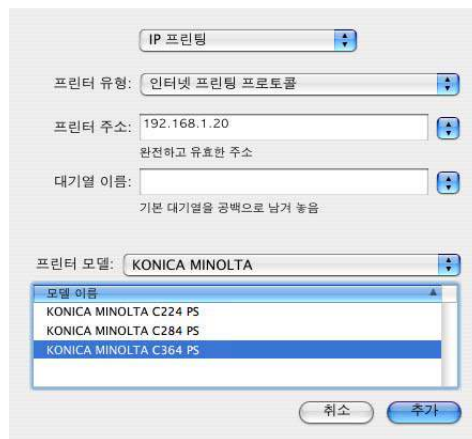 IP 프린팅
프린터 유형: 인터넷 프린팅 프로토콜
프린터 주소: 192.168.1.20
완전하고 유효한 주소
대기열 이름:
기본 대기열을 공백으로 남겨 놓음
프린터 모델: KONICA MINOLTA
모델 이름
KONICA MINOLTA C224 PS
KONICA MINOLTA C284 PS
KONICA MINOLTA C364 PS
취소 추가